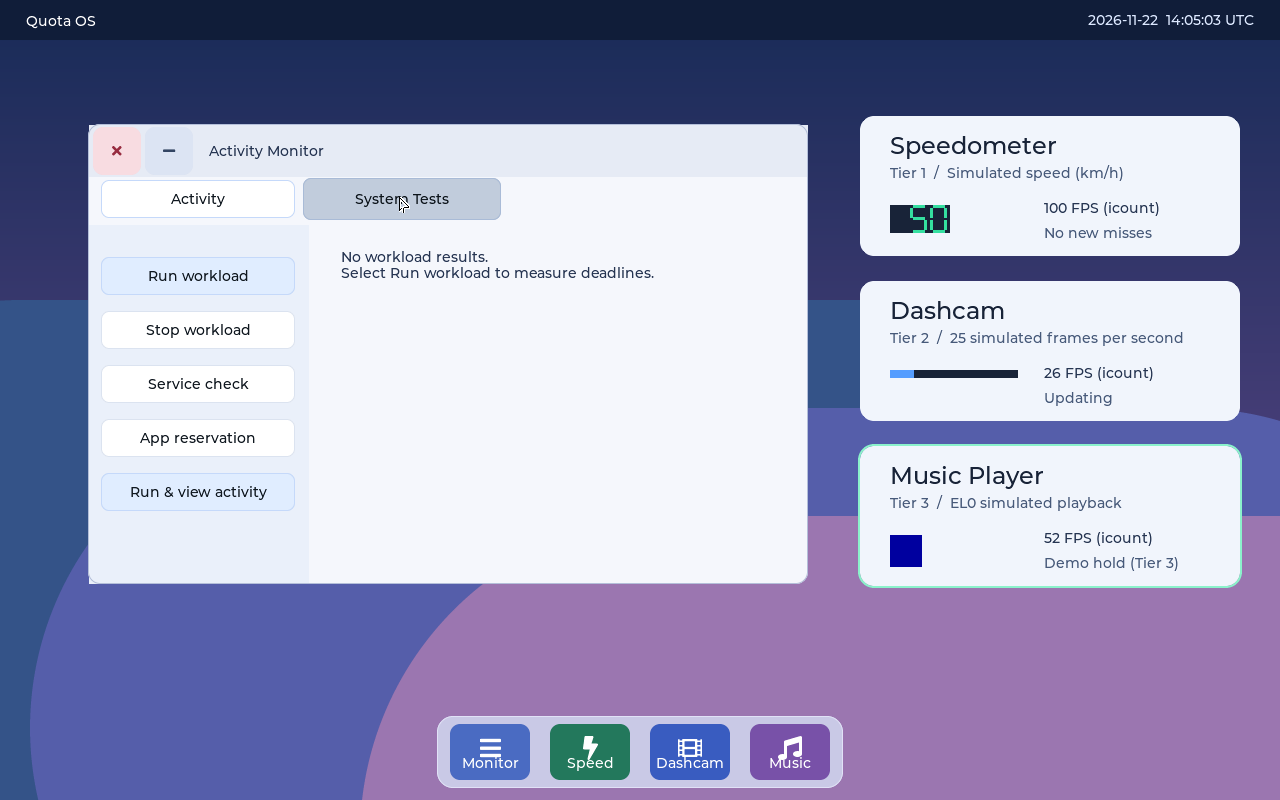 Quota OS
2026-11-22 14:05:03 UTC
Activity Monitor
Activity
System Tests
Run workload
Stop workload
Service check
App reservation
Run & view activity
No workload results.
Select Run workload to measure deadlines.
Speedometer
Tier 1 / Simulated speed (km/h)
50
100 FPS (icount)
No new misses
Dashcam
Tier 2 / 25 simulated frames per second
26 FPS (icount)
Updating
Music Player
Tier 3 / EL0 simulated playback
52 FPS (icount)
Demo hold (Tier 3)
Monitor
Speed
Dashcam
Music